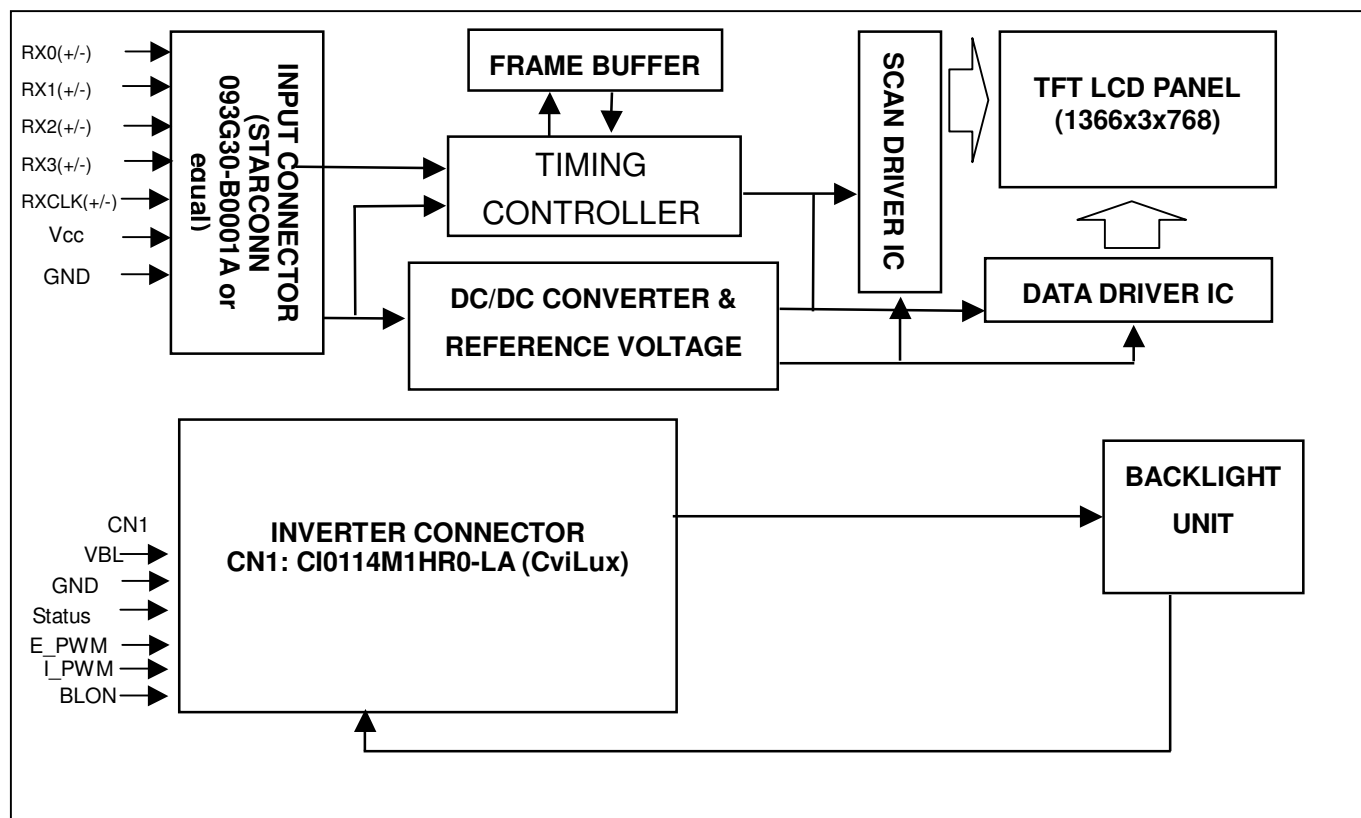 RX0(+/-)
RX1(+/-)
RX2(+/-)
RX3(+/-)
RXCLK(+/-)
Vcc
GND
INPUT CONNECTOR
(STARCONN
093G30-B0001A or
equal)
FRAME BUFFER
TIMING
CONTROLLER
DC/DC CONVERTER &
REFERENCE VOLTAGE
SCAN DRIVER IC
TFT LCD PANEL
(1366x3x768)
DATA DRIVER IC
CN1
VBL
GND
Status
E_PWM
I_PWM
BLON
INVERTER CONNECTOR
CN1: CI0114M1HR0-LA (CviLux)
BACKLIGHT
UNIT